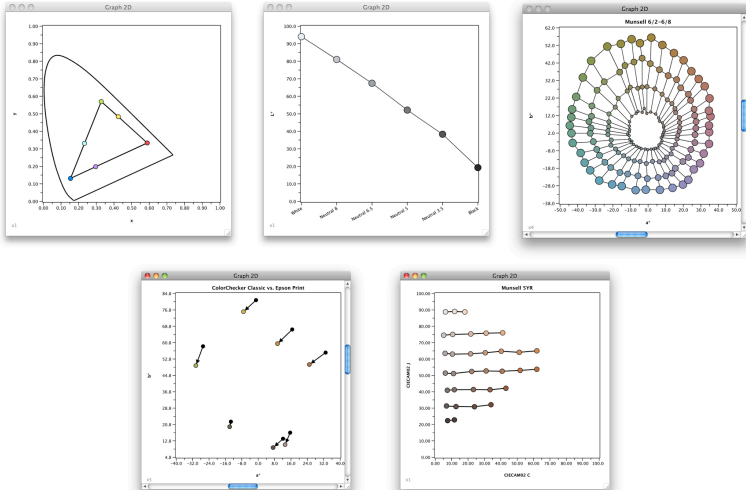 Graph 2D
1.00
0.90
0.80
0.70
0.60
0.50
0.40
0.30
0.20
0.10
0.00
0.00 0.10 0.20 0.30 0.40 0.50 0.60 0.70 0.80 0.90 1.00
y
x
x1
Graph 2D
100.0
90.0
80.0
70.0
60.0
50.0
40.0
30.0
20.0
10.0
0.0
L*
White Neutral 8 Neutral 6.5 Neutral 5 Neutral 3.5 Black
x1
Graph 2D
Munsell 6/2-6/8
62.0
52.0
42.0
32.0
22.0
12.0
2.0
-8.0
-18.0
-28.0
-38.0
-50.0 -40.0 -30.0 -20.0 -10.0 0.0 10.0 20.0 30.0 40.0 50.0
b*
a*
Graph 2D
ColorChecker Classic vs. Epson Print
84.8
76.8
68.8
60.8
52.8
44.8
36.8
28.8
20.8
12.8
4.8
-40.0 -32.0 -24.0 -16.0 -8.0 0.0 8.0 16.0 24.0 32.0 40.0
b*
a*
Graph 2D
Munsell 5YR
100.00
90.00
80.00
70.00
60.00
50.00
40.00
30.00
20.00
10.00
0.00
0.00 10.00 20.00 30.00 40.00 50.00 60.00 70.00 80.00 90.00 100.00
CIECAM02 J
CIECAM02 C
x1